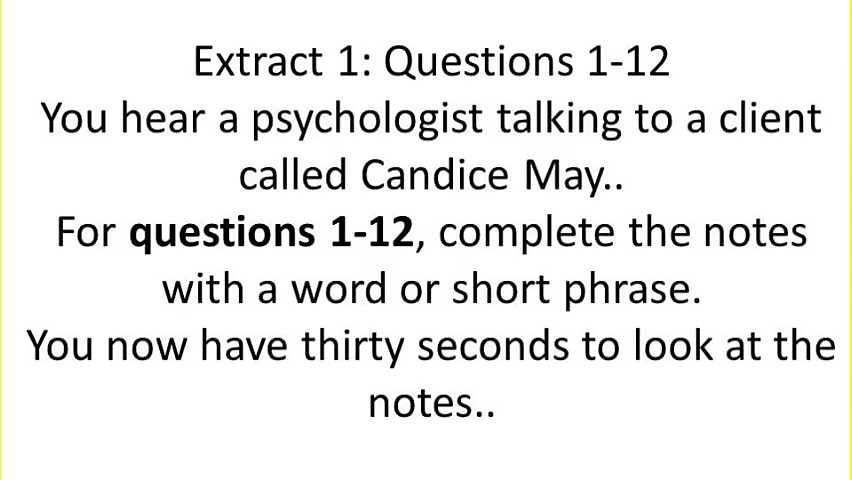 Extract 1: Questions 1-12
You hear a psychologist talking to a client
called Candice May..
For questions 1-12, complete the notes
with a word or short phrase.
You now have thirty seconds to look at the
notes..